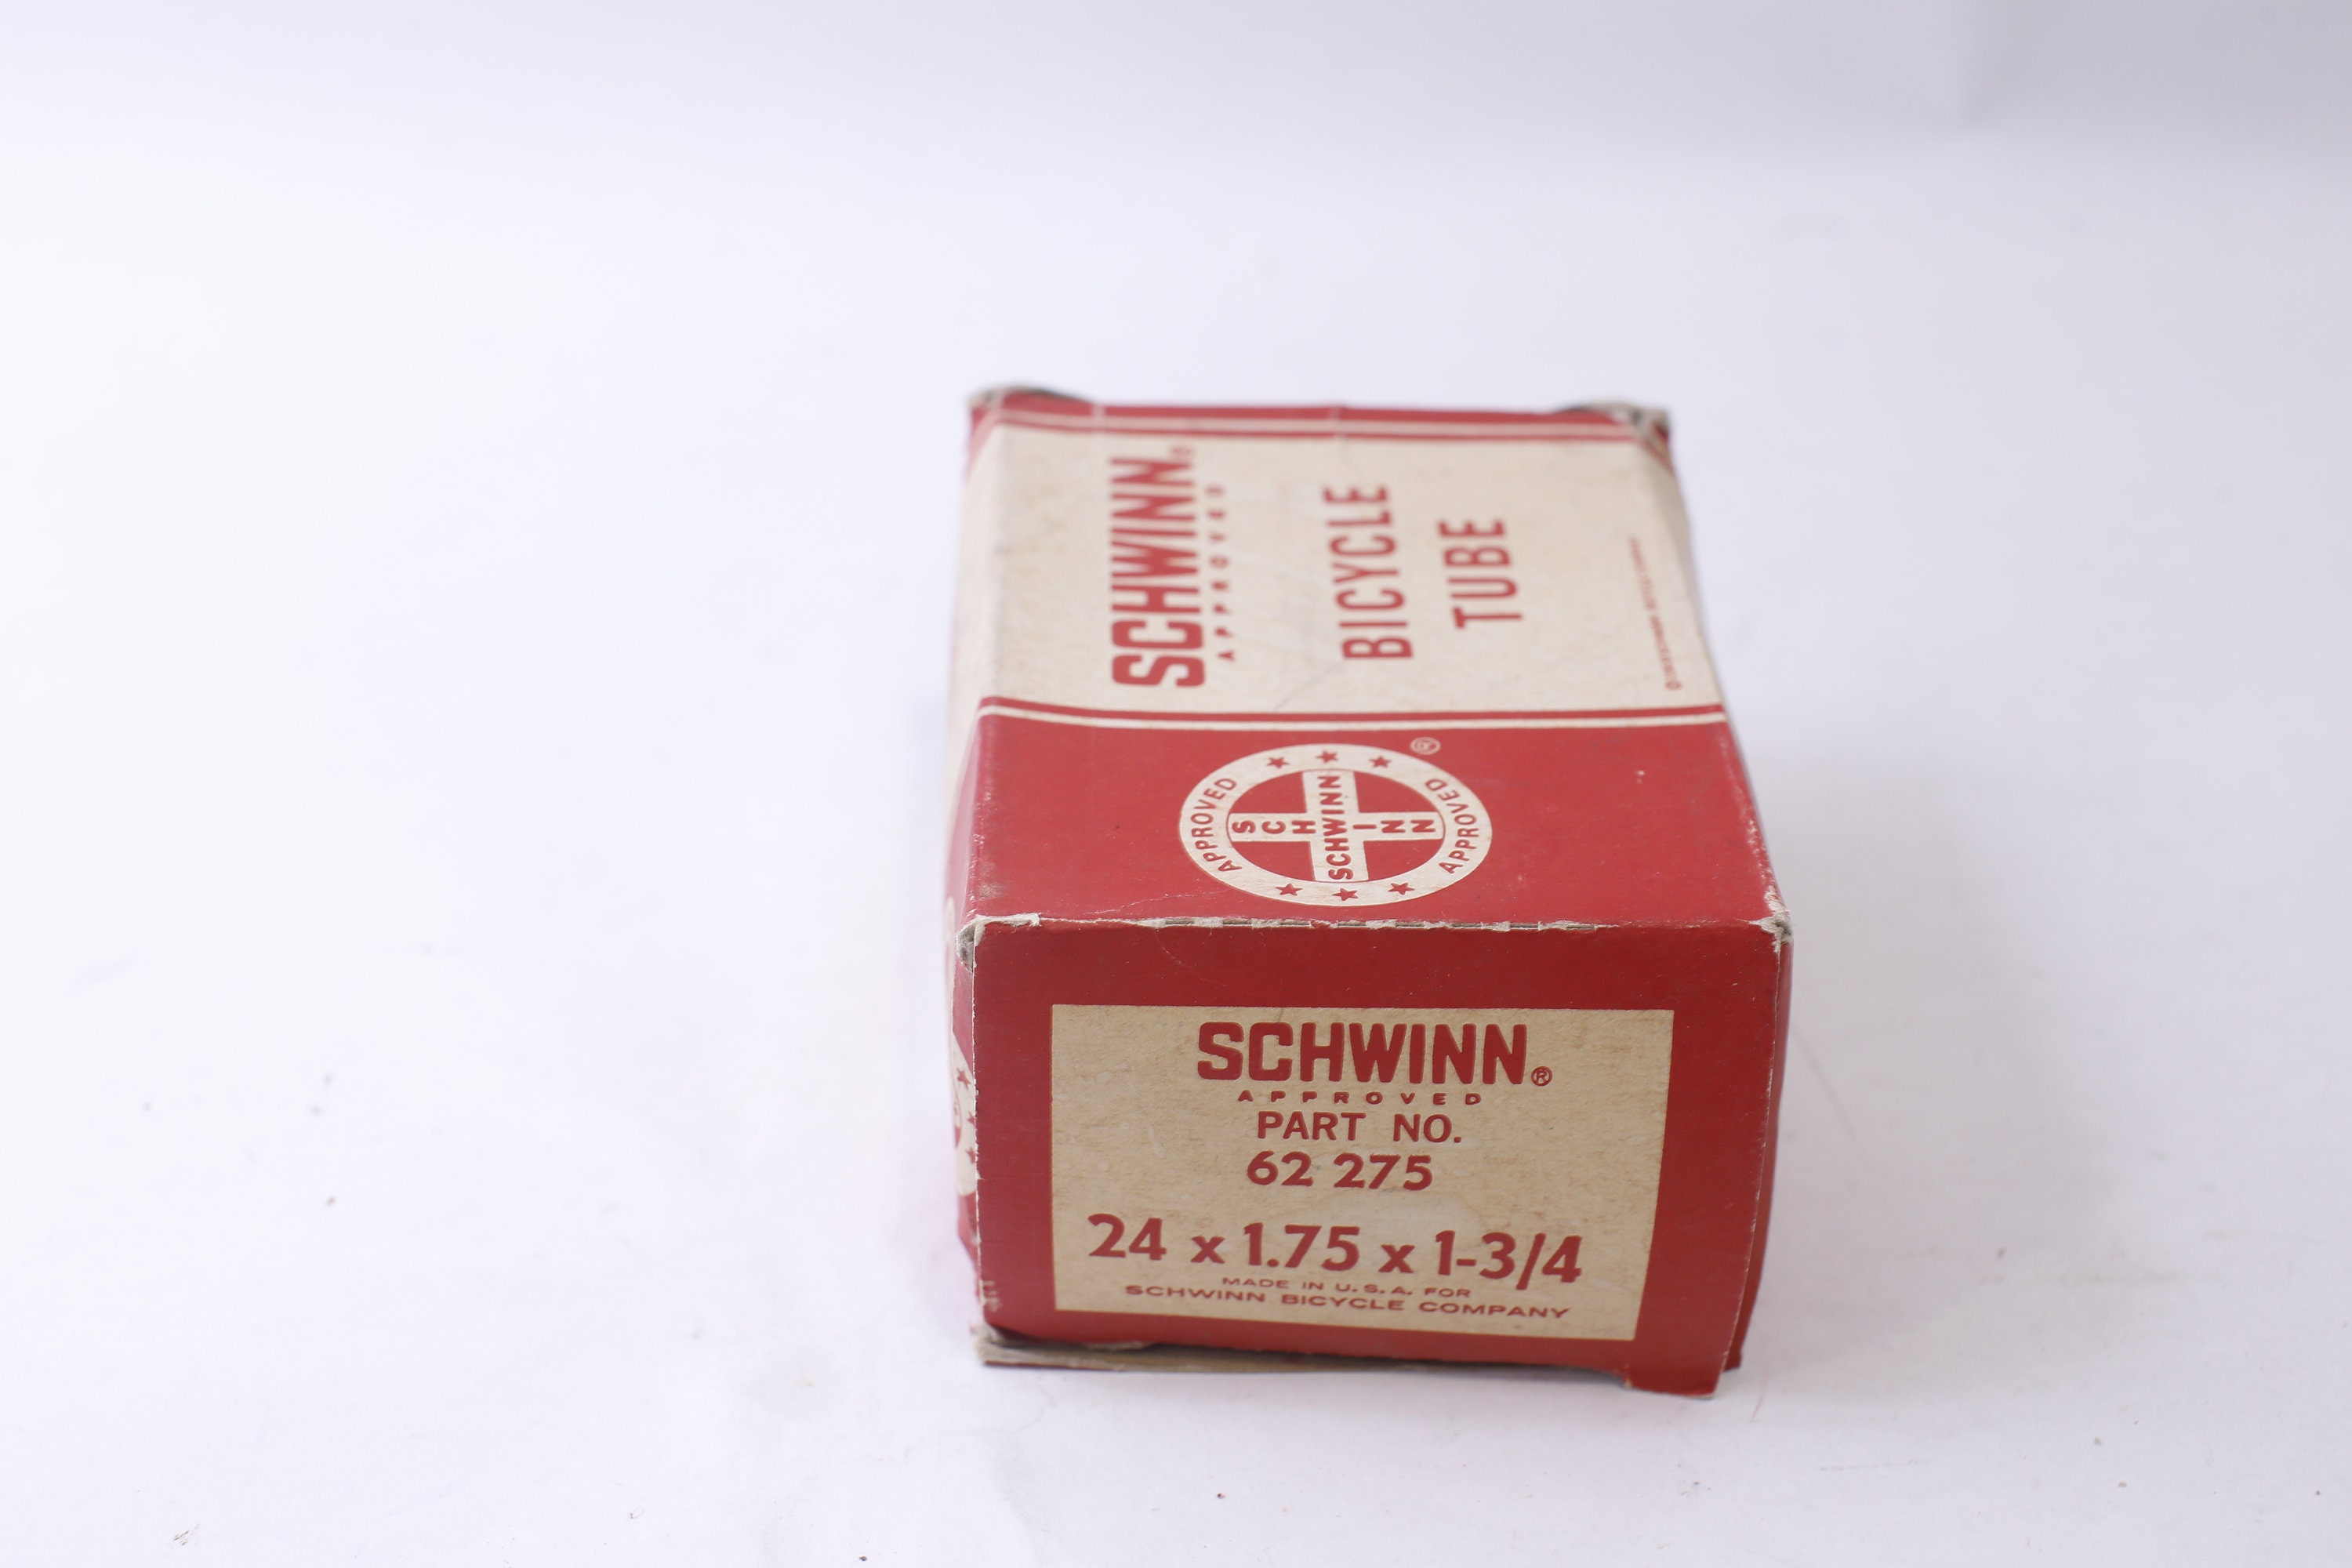 SCHWINN®
APPROVED
BICYCLE
TUBE
APPROVED
SCHWINN
SCHWINN
APPROVED
®
SCHWINN®
APPROVED
PART NO.
62 275
24 x 1.75 x 1-3/4
MADE IN U.S.A. FOR
SCHWINN BICYCLE COMPANY